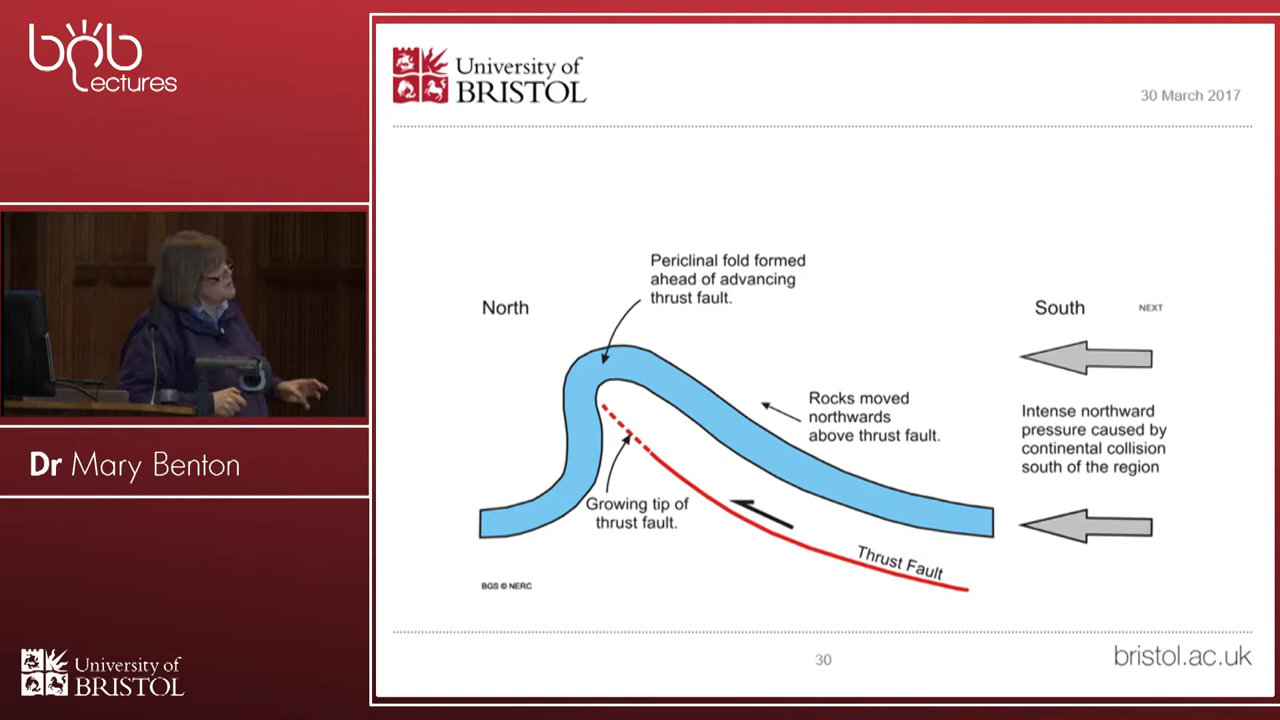 bob
Lectures
University of
BRISTOL
30 March 2017
Periclinal fold formed
ahead of advancing
thrust fault.
North
South
NEXT
Rocks moved
northwards
above thrust fault.
Intense northward
pressure caused by
continental collision
south of the region
Growing tip of
thrust fault.
Thrust Fault
BGS © NERC
Dr Mary Benton
University of
BRISTOL
30
bristol.ac.uk